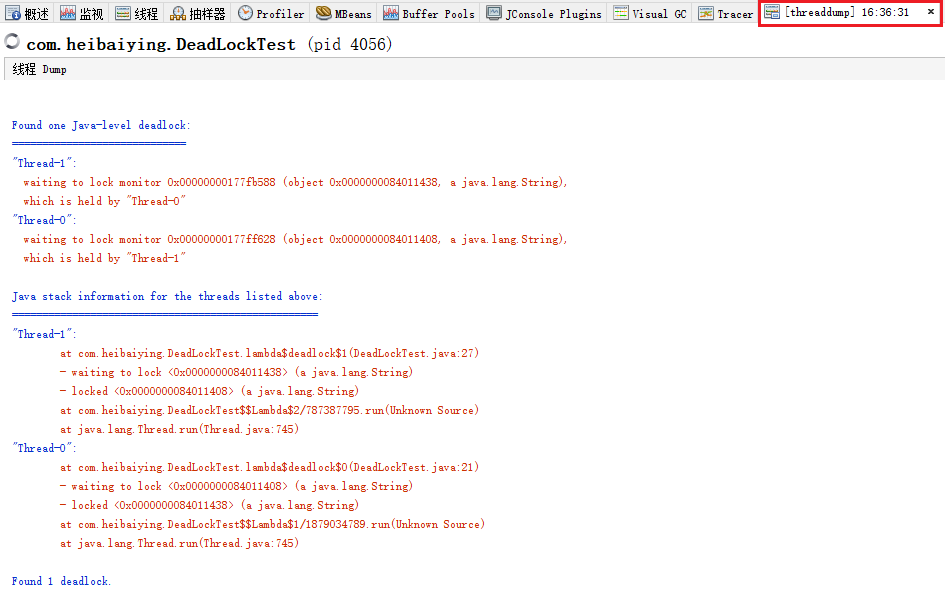 概述 监视 线程 抽样器 Profiler MBeans Buffer Pools JConsole Plugins Visual GC Tracer [threaddump] 16:36:31 ×
com.heibaiying.DeadLockTest (pid 4056)
线程 Dump
Found one Java-level deadlock:
=============================
"Thread-1":
waiting to lock monitor 0x00000000177fb588 (object 0x0000000084011438, a java.lang.String),
which is held by "Thread-0"
"Thread-0":
waiting to lock monitor 0x00000000177ff628 (object 0x0000000084011408, a java.lang.String),
which is held by "Thread-1"
Java stack information for the threads listed above:
===================================================
"Thread-1":
at com.heibaiying.DeadLockTest.lambda$deadlock$1(DeadLockTest.java:27)
- waiting to lock <0x0000000084011438> (a java.lang.String)
- locked <0x0000000084011408> (a java.lang.String)
at com.heibaiying.DeadLockTest$$Lambda$2/787387795.run(Unknown Source)
at java.lang.Thread.run(Thread.java:745)
"Thread-0":
at com.heibaiying.DeadLockTest.lambda$deadlock$0(DeadLockTest.java:21)
- waiting to lock <0x0000000084011408> (a java.lang.String)
- locked <0x0000000084011438> (a java.lang.String)
at com.heibaiying.DeadLockTest$$Lambda$1/1879034789.run(Unknown Source)
at java.lang.Thread.run(Thread.java:745)
Found 1 deadlock.